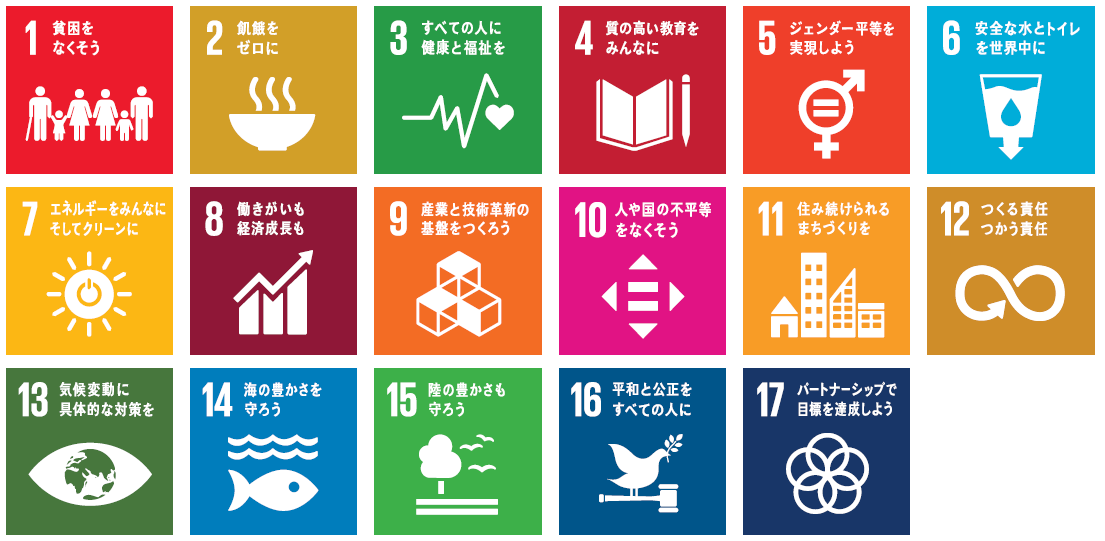 1 貧困を
なくそう
2 飢餓を
ゼロに
3 すべての人に
健康と福祉を
4 質の高い教育を
みんなに
5 ジェンダー平等を
実現しよう
6 安全な水とトイレ
を世界中に
7 エネルギーをみんなに
そしてクリーンに
8 働きがいも
経済成長も
9 産業と技術革新の
基盤をつくろう
10 人や国の不平等
をなくそう
11 住み続けられる
まちづくりを
12 つくる責任
つかう責任
13 気候変動に
具体的な対策を
14 海の豊かさを
守ろう
15 陸の豊かさも
守ろう
16 平和と公正を
すべての人に
17 パートナーシップで
目標を達成しよう